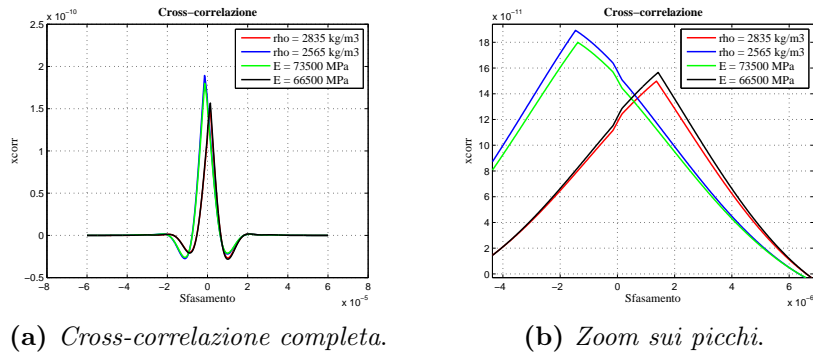 Cross−correlazione
x 10−10
2.5
2
1.5
1
0.5
0
−0.5
xcorr
rho = 2835 kg/m3
rho = 2565 kg/m3
E = 73500 MPa
E = 66500 MPa
−8 −6 −4 −2 0 2 4 6 8
Sfasamento
x 10−5
(a) Cross-correlazione completa.
Cross−correlazione
x 10−11
18
16
14
12
10
8
6
4
2
0
xcorr
rho = 2835 kg/m3
rho = 2565 kg/m3
E = 73500 MPa
E = 66500 MPa
−4 −2 0 2 4 6
Sfasamento
x 10−6
(b) Zoom sui picchi.